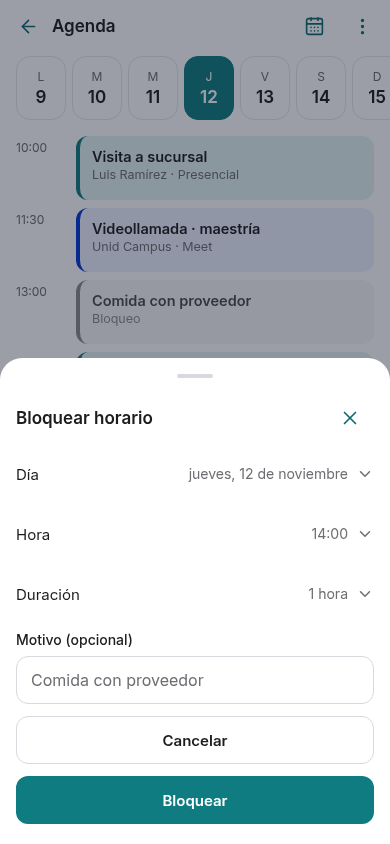 Agenda
L
9
M
10
M
11
J
12
V
13
S
14
D
15
10:00
Visita a sucursal
Luis Ramírez · Presencial
11:30
Videollamada · maestría
Unid Campus · Meet
13:00
Comida con proveedor
Bloqueo
Bloquear horario
Día
jueves, 12 de noviembre
Hora
14:00
Duración
1 hora
Motivo (opcional)
Comida con proveedor
Cancelar
Bloquear